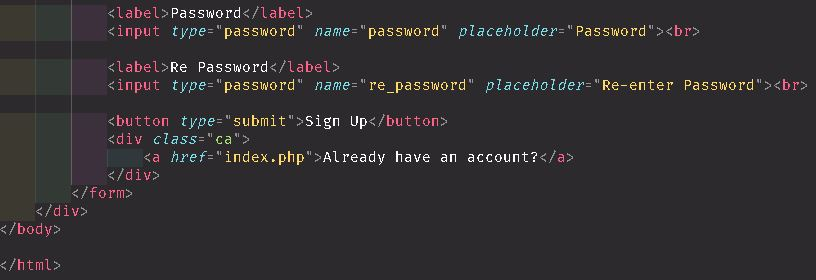 <label>Password</label>
<input type="password" name="password" placeholder="Password"><br>
<label>Re Password</label>
<input type="password" name="re_password" placeholder="Re-enter Password"><br>
<button type="submit">Sign Up</button>
<div class="ca">
<a href="index.php">Already have an account?</a>
</div>
</form>
</div>
</body>
</html>